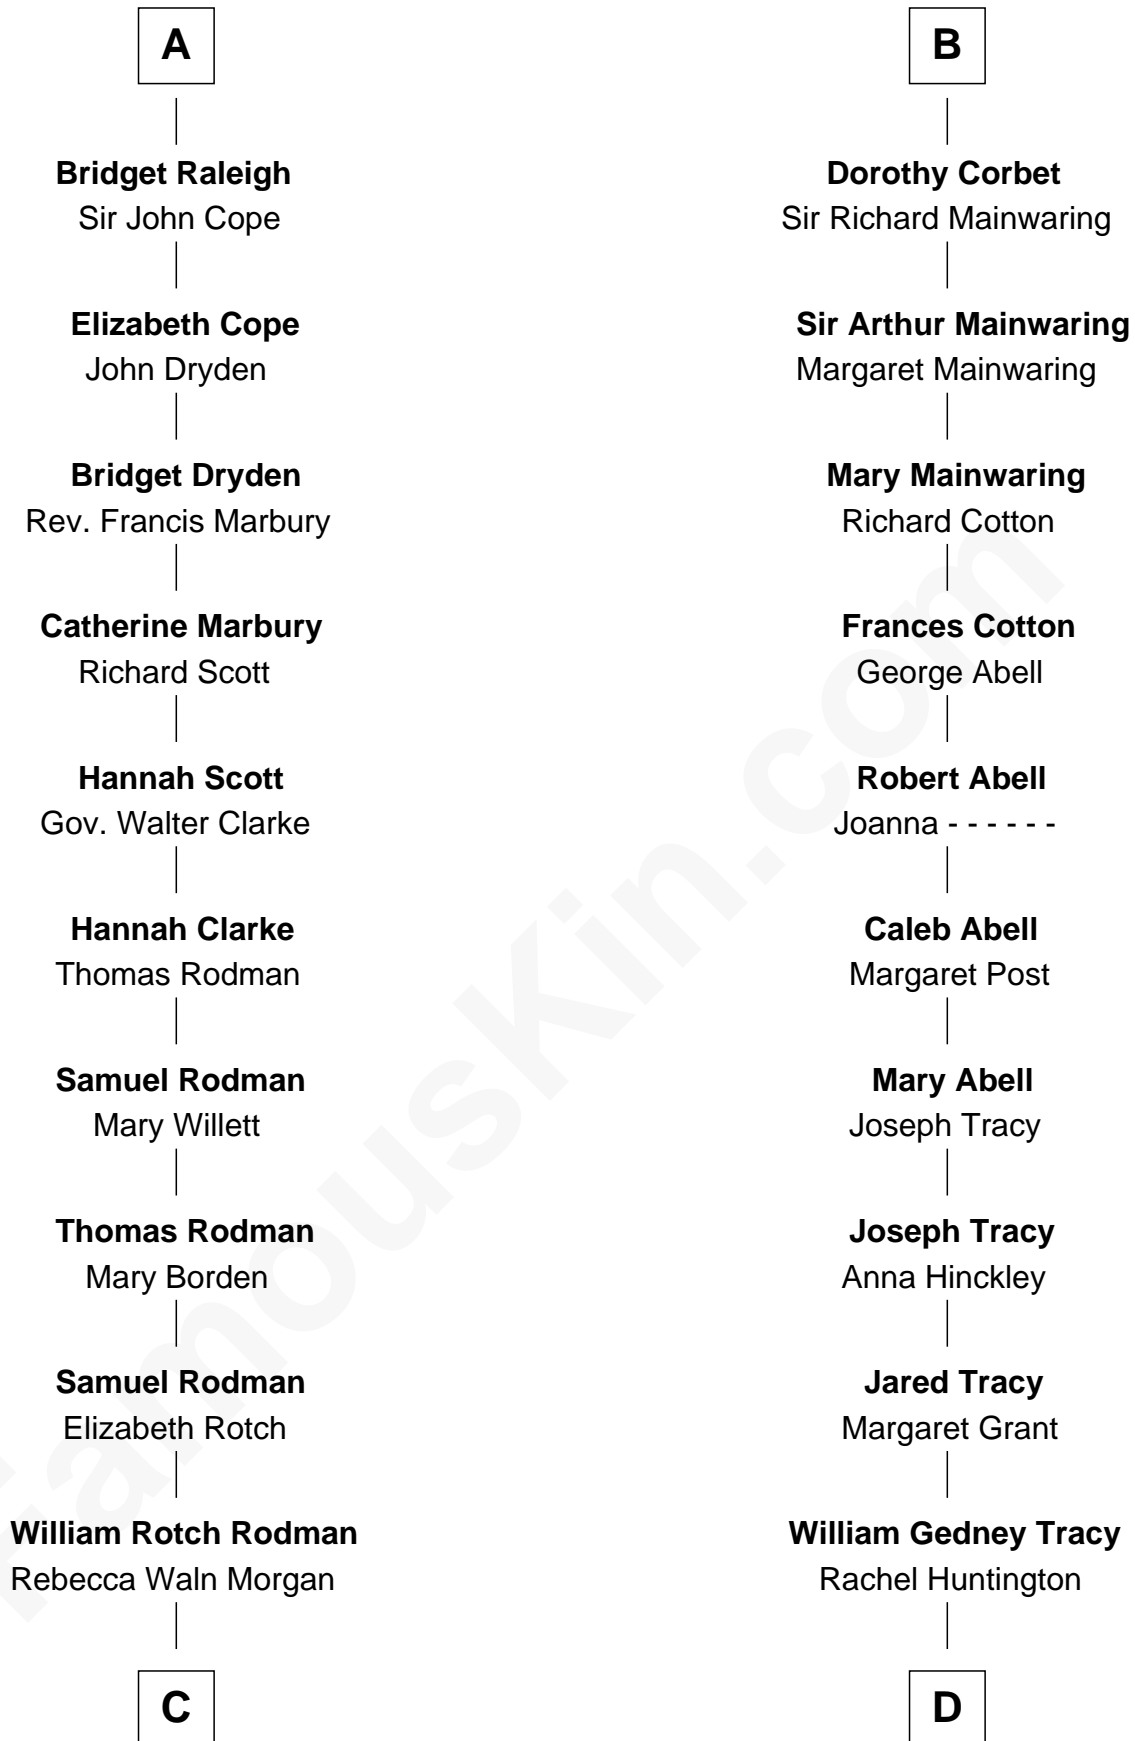 A
Bridget Raleigh
Sir John Cope
Elizabeth Cope
John Dryden
Bridget Dryden
Rev. Francis Marbury
Catherine Marbury
Richard Scott
Hannah Scott
Gov. Walter Clarke
Hannah Clarke
Thomas Rodman
Samuel Rodman
Mary Willett
Thomas Rodman
Mary Borden
Samuel Rodman
Elizabeth Rotch
William Rotch Rodman
Rebecca Waln Morgan
C
B
Dorothy Corbet
Sir Richard Mainwaring
Sir Arthur Mainwaring
Margaret Mainwaring
Mary Mainwaring
Richard Cotton
Frances Cotton
George Abell
Robert Abell
Joanna - - - - - -
Caleb Abell
Margaret Post
Mary Abell
Joseph Tracy
Joseph Tracy
Anna Hinckley
Jared Tracy
Margaret Grant
William Gedney Tracy
Rachel Huntington
D
FamousKin.com